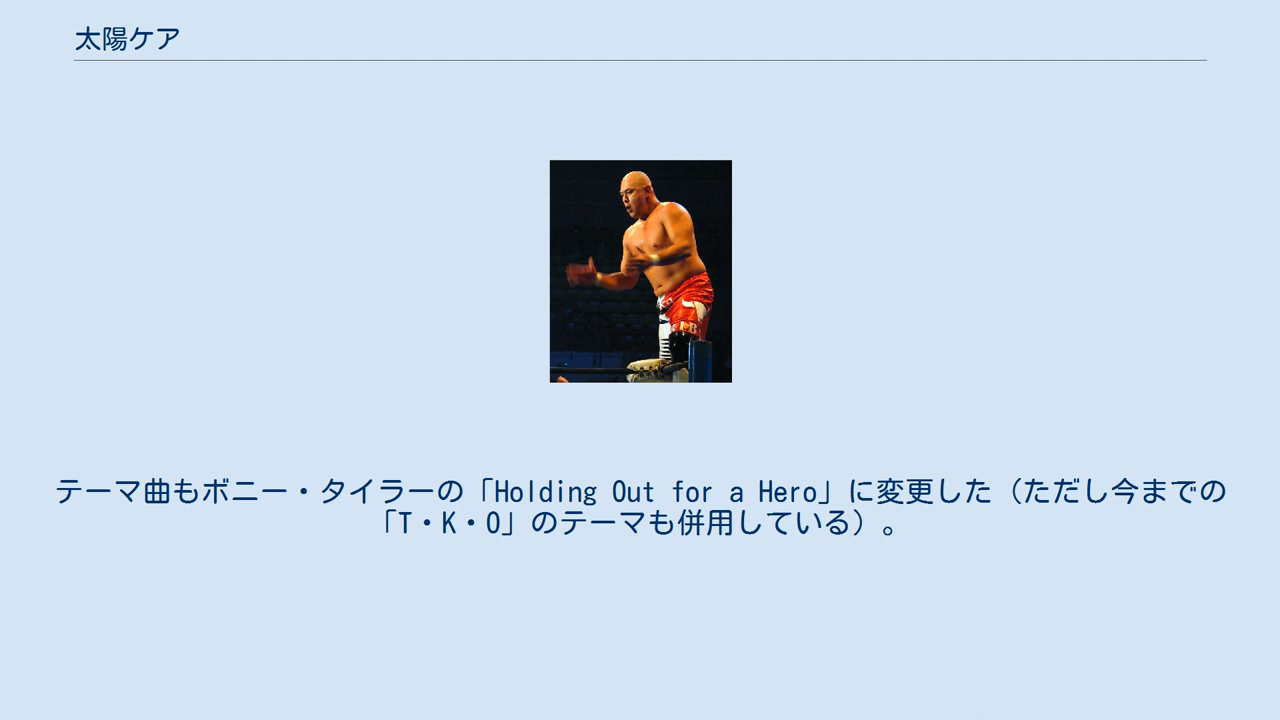 太陽ケア
テーマ曲もボニー・タイラーの「Holding Out for a Hero」に変更した（ただし今までの
「T・K・O」のテーマも併用している）。